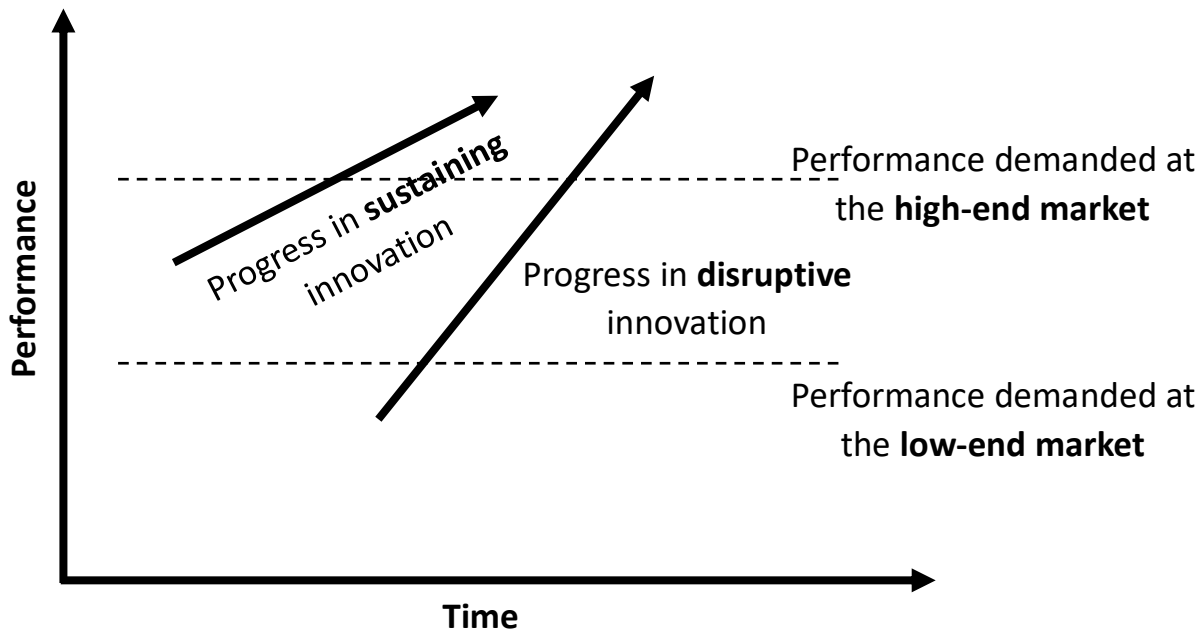 Performance
Progress in sustaining
innovation
Progress in disruptive
innovation
Performance demanded at
the high-end market
Performance demanded at
the low-end market
Time